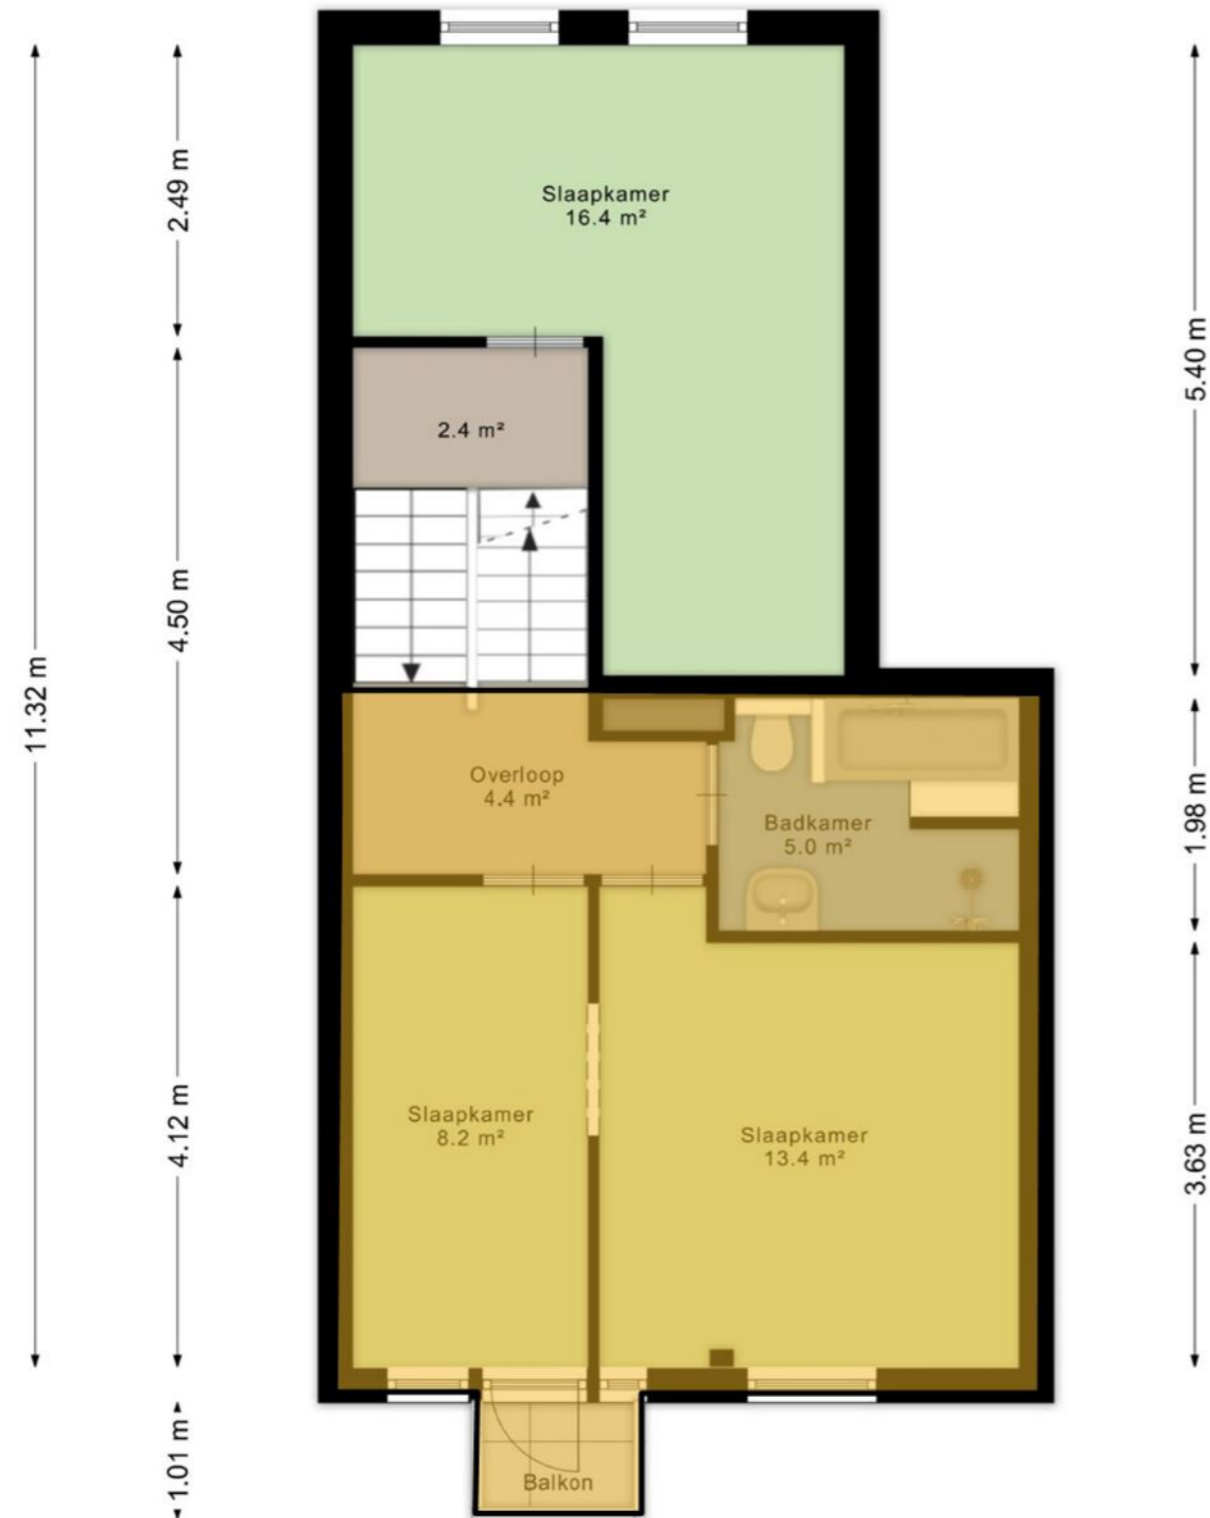 Slaapkamer
16.4 m²
2.49 m
5.40 m
2.4 m²
4.50 m
11.32 m
Overloop
4.4 m²
Badkamer
5.0 m²
1.98 m
Slaapkamer
8.2 m²
Slaapkamer
13.4 m²
4.12 m
3.63 m
1.01 m
Balkon